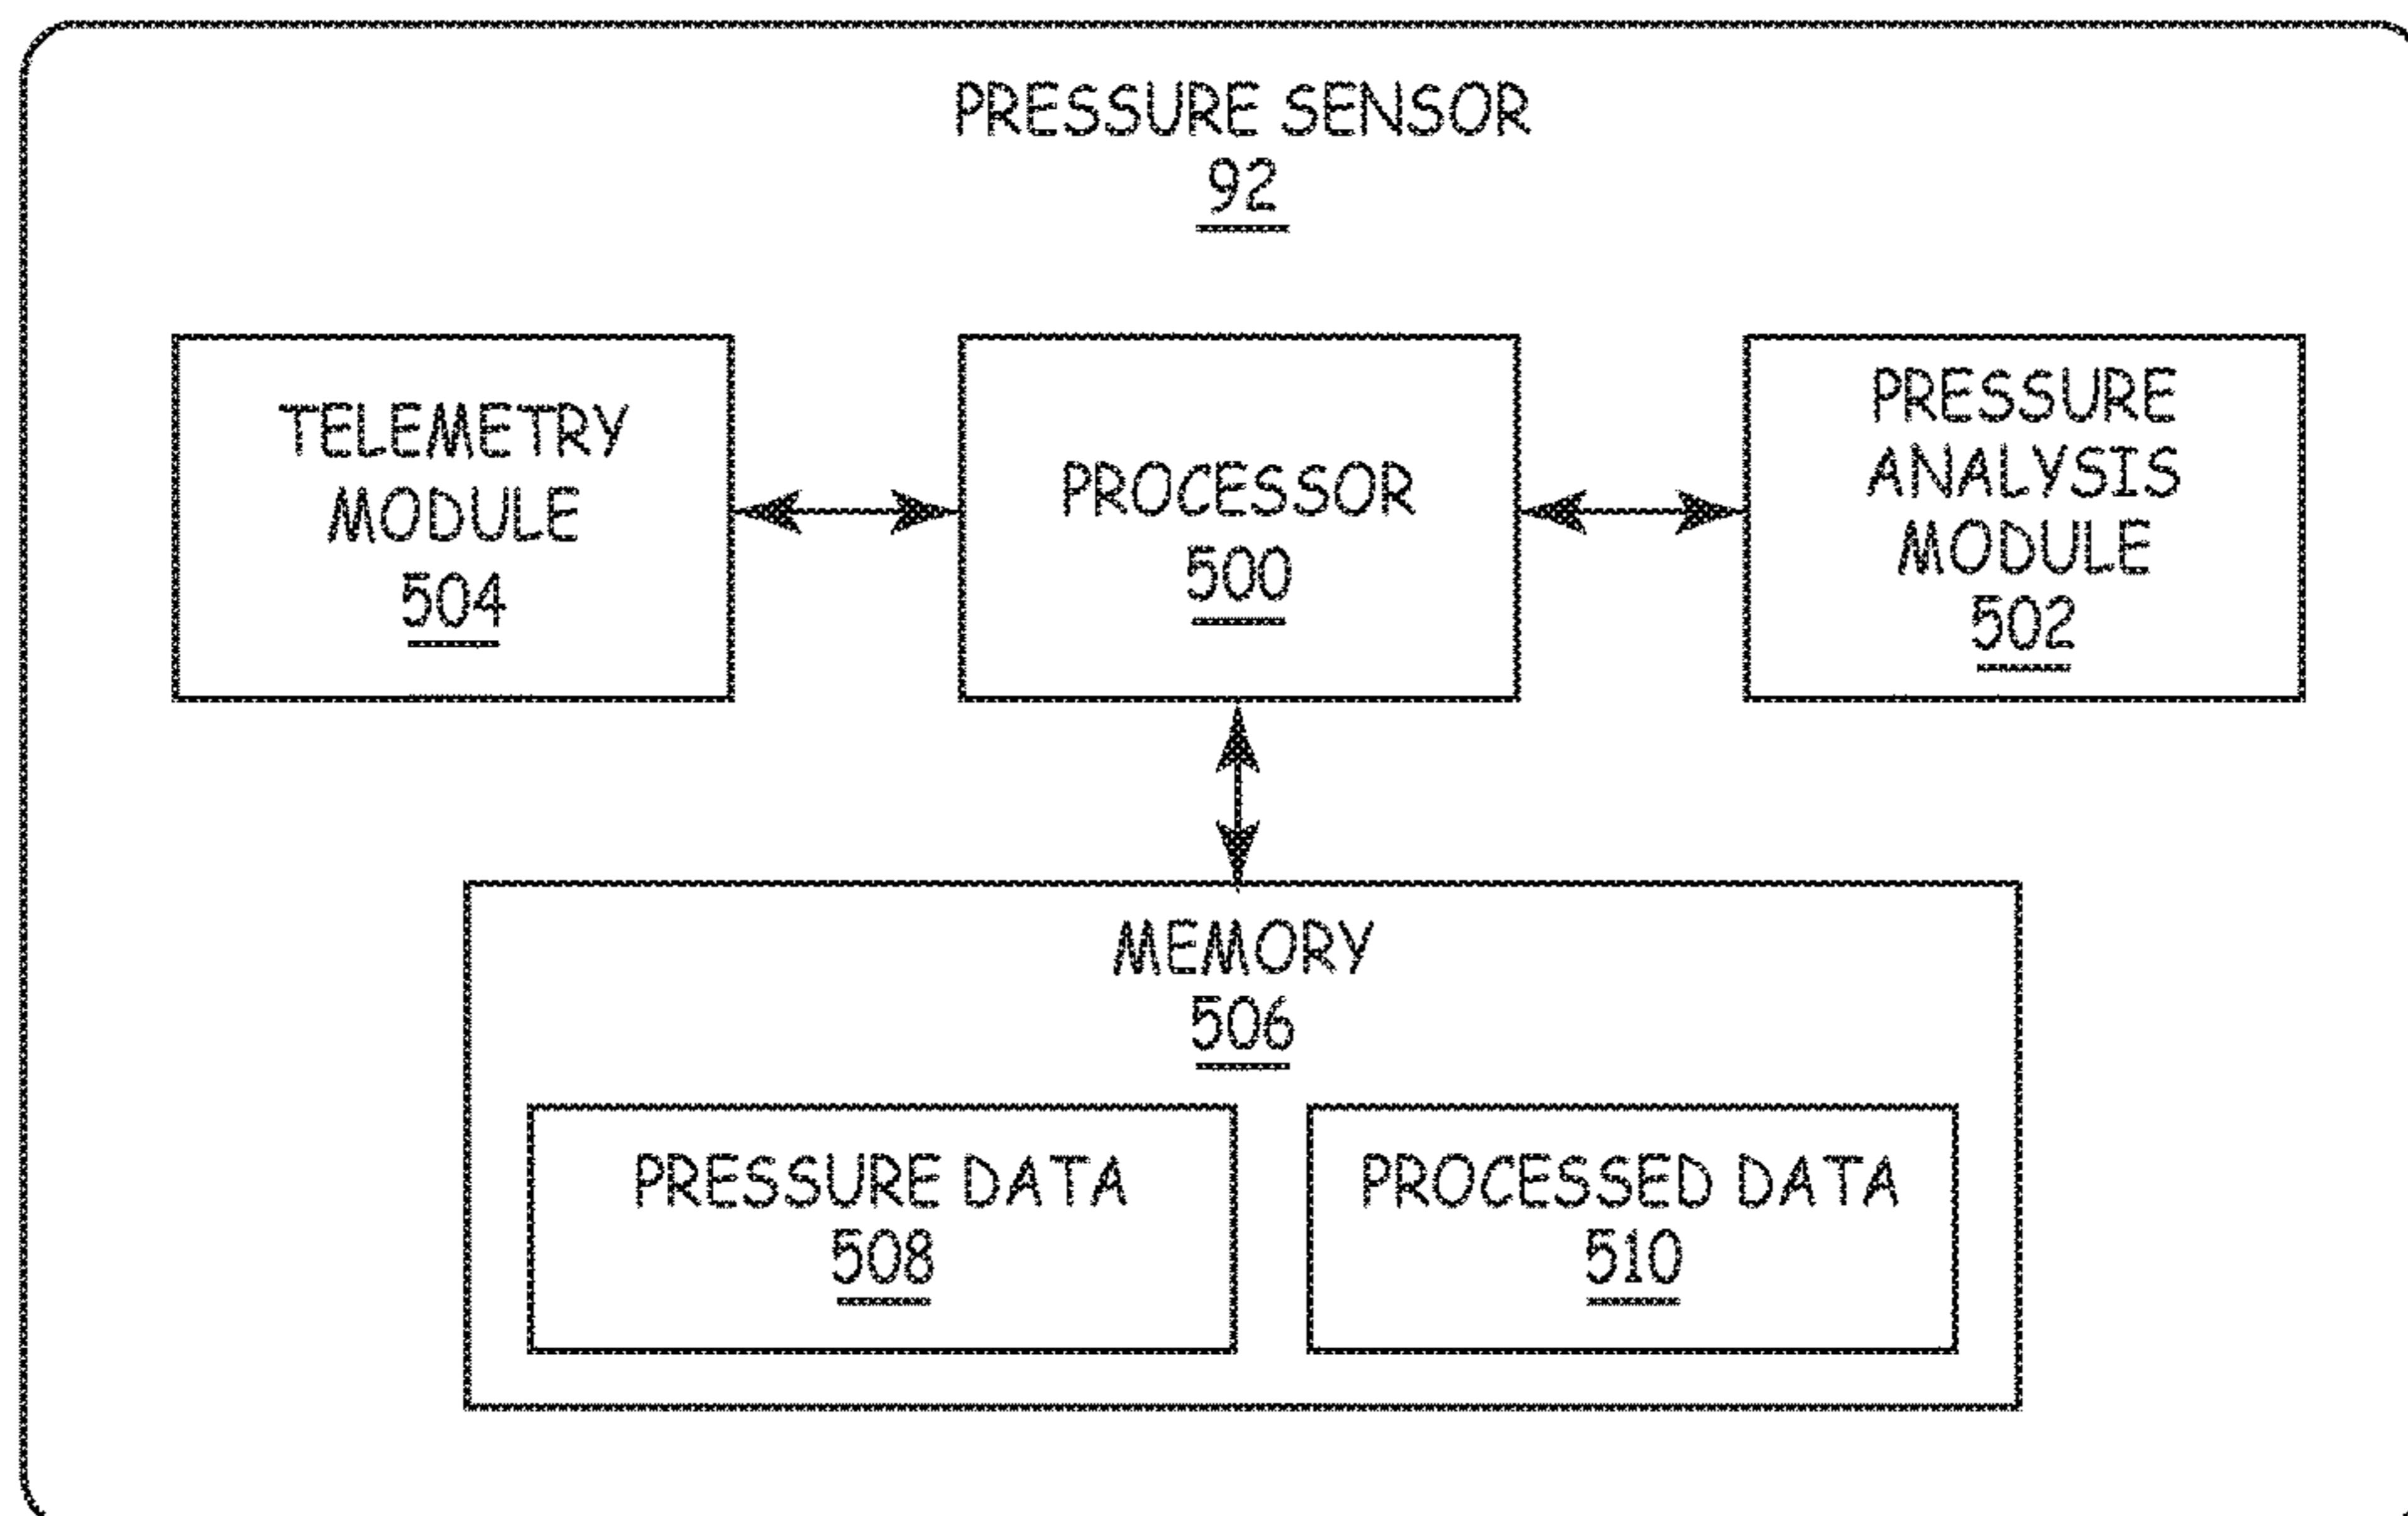 PRESSURE SENSOR
92
TELEMETRY
MODULE
504
PROCESSOR
500
PRESSURE
ANALYSIS
MODULE
502
MEMORY
506
PRESSURE DATA
508
PROCESSED DATA
510